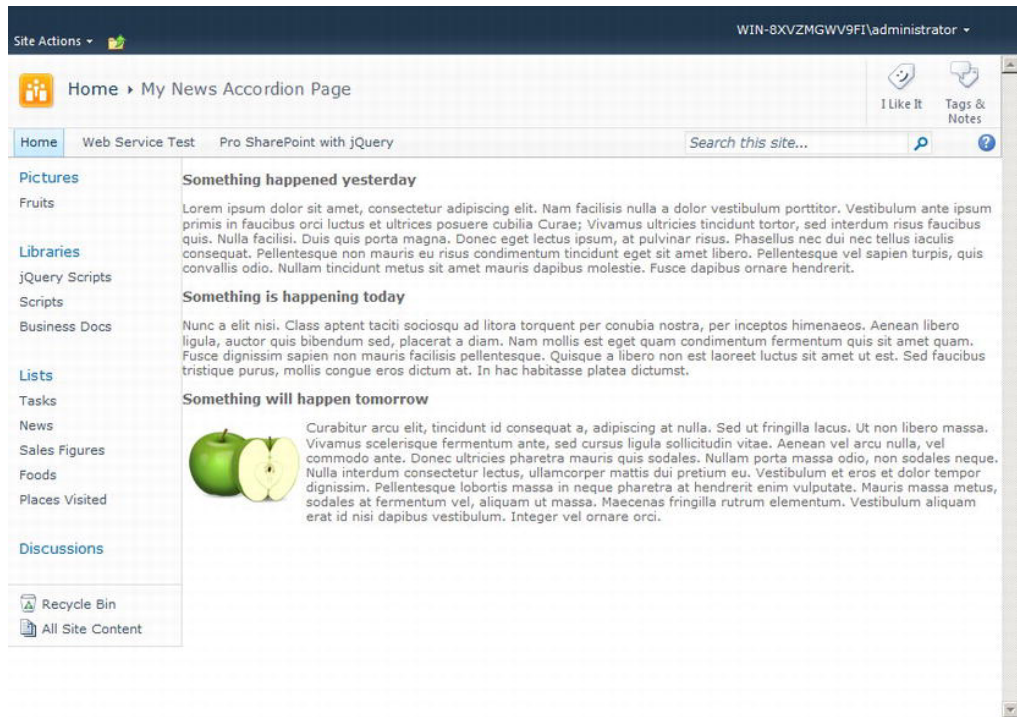 WIN-8XVZMGWV9FI\administrator
Site Actions
Home ▸ My News Accordion Page
I Like It
Tags & Notes
Home
Web Service Test
Pro SharePoint with jQuery
Search this site...
Pictures
Fruits
Libraries
jQuery Scripts
Scripts
Business Docs
Lists
Tasks
News
Sales Figures
Foods
Places Visited
Discussions
Recycle Bin
All Site Content
Something happened yesterday
Lorem ipsum dolor sit amet, consectetur adipiscing elit. Nam facilisis nulla a dolor vestibulum porttitor. Vestibulum ante ipsum
primis in faucibus orci luctus et ultrices posuere cubilia Curae; Vivamus ultricies tincidunt tortor, sed interdum risus faucibus
quis. Nulla facilisi. Duis quis porta magna. Donec eget lectus ipsum, at pulvinar risus. Phasellus nec dui nec tellus iaculis
consequat. Pellentesque non mauris eu risus condimentum tincidunt eget sit amet libero. Pellentesque vel sapien turpis, quis
convallis odio. Nullam tincidunt metus sit amet mauris dapibus molestie. Fusce dapibus ornare hendrerit.
Something is happening today
Nunc a elit nisi. Class aptent taciti sociosqu ad litora torquent per conubia nostra, per inceptos himenaeos. Aenean libero
ligula, auctor quis bibendum sed, placerat a diam. Nam mollis est eget quam condimentum fermentum quis sit amet quam.
Fusce dignissim sapien non mauris facilisis pellentesque. Quisque a libero non est laoreet luctus sit amet ut est. Sed faucibus
tristique purus, mollis congue eros dictum at. In hac habitasse platea dictumst.
Something will happen tomorrow
Curabitur arcu elit, tincidunt id consequat a, adipiscing at nulla. Sed ut fringilla lacus. Ut non libero massa.
Vivamus scelerisque fermentum ante, sed cursus ligula sollicitudin vitae. Aenean vel arcu nulla, vel
commodo ante. Donec ultricies pharetra mauris quis sodales. Nullam porta massa odio, non sodales neque.
Nulla interdum consectetur lectus, ullamcorper mattis dui pretium eu. Vestibulum et eros et dolor tempor
dignissim. Pellentesque lobortis massa in neque pharetra at hendrerit enim vulputate. Mauris massa metus,
sodales at fermentum vel, aliquam ut massa. Maecenas fringilla rutrum elementum. Vestibulum aliquam
erat id nisi dapibus vestibulum. Integer vel ornare orci.